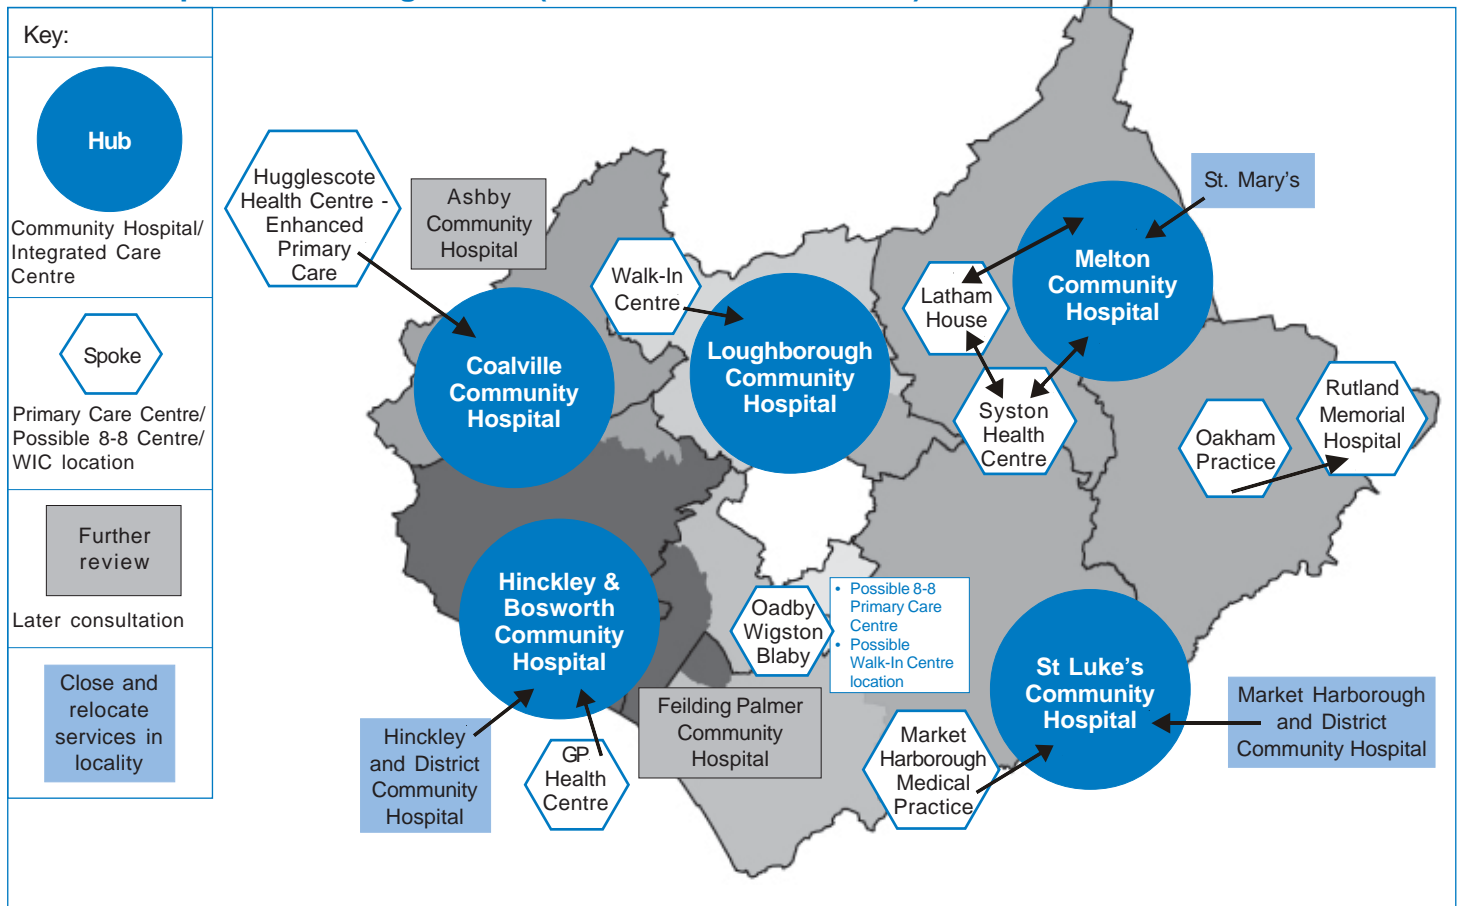 Key:
Hub
Community Hospital/
Integrated Care
Centre
Spoke
Primary Care Centre/
Possible 8-8 Centre/
WIC location
Further
review
Later consultation
Close and
relocate
services in
locality
Hugglescote
Health Centre -
Enhanced
Primary
Care
Ashby
Community
Hospital
Walk-In
Centre
Coalville
Community
Hospital
Loughborough
Community
Hospital
St. Mary's
Melton
Community
Hospital
Latham
House
Syston
Health
Centre
Oakham
Practice
Rutland
Memorial
Hospital
Hinckley &
Bosworth
Community
Hospital
Oadby
Wigston
Blaby
• Possible 8-8
Primary Care
Centre
• Possible
Walk-In Centre
location
St Luke's
Community
Hospital
Market Harborough
and District
Community Hospital
Hinckley
and District
Community
Hospital
GP
Health
Centre
Feilding Palmer
Community
Hospital
Market
Harborough
Medical
Practice